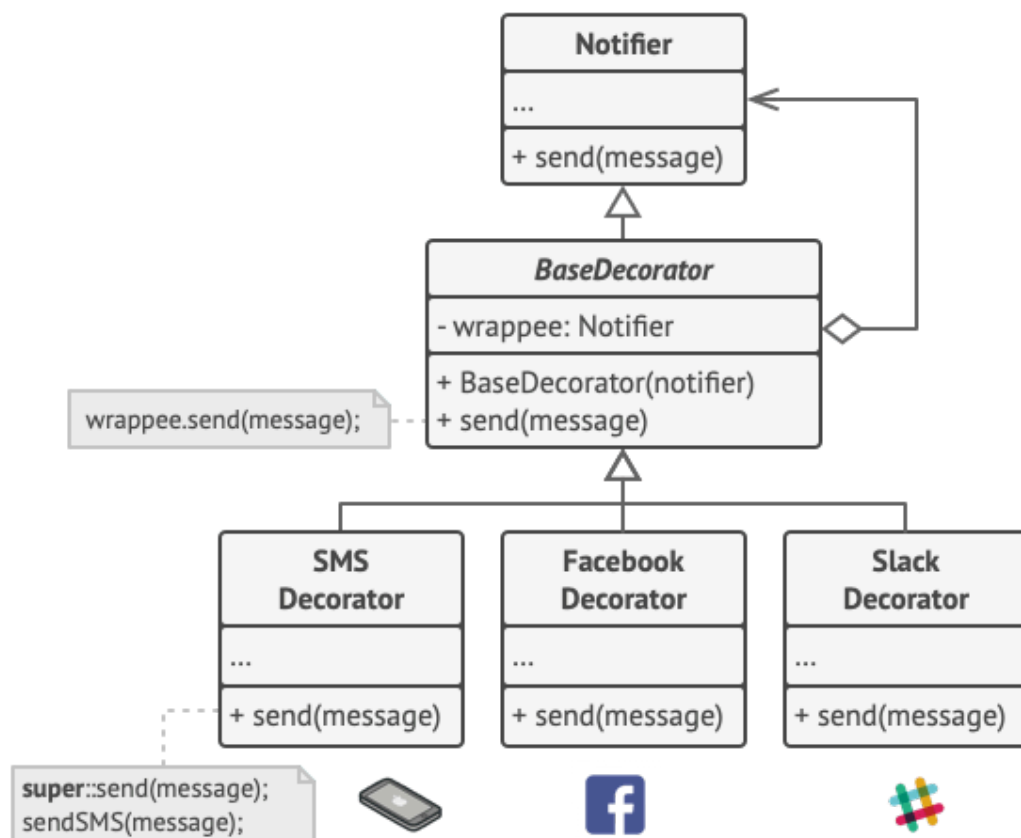 Notifier
...
+ send(message)
BaseDecorator
- wrappee: Notifier
+ BaseDecorator(notifier)
+ send(message)
wrappee.send(message);
SMS
Decorator
...
+ send(message)
Facebook
Decorator
...
+ send(message)
Slack
Decorator
...
+ send(message)
super::send(message);
sendSMS(message);
f